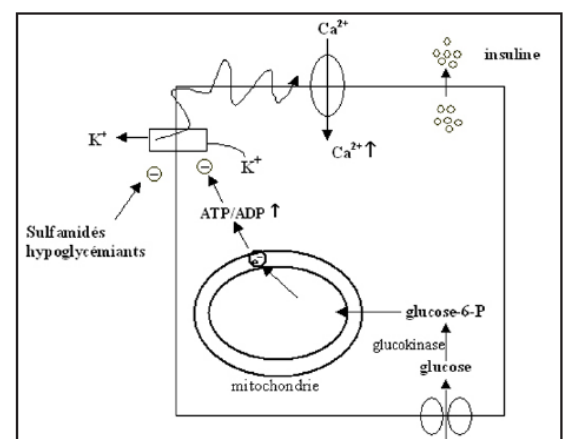 Ca²⁺
insuline
K⁺
Ca²⁺↑
K⁺
Sulfamidés
hypoglycémiants
ATP/ADP ↑
glucose-6-P
glucokinase
glucose
mitochondrie